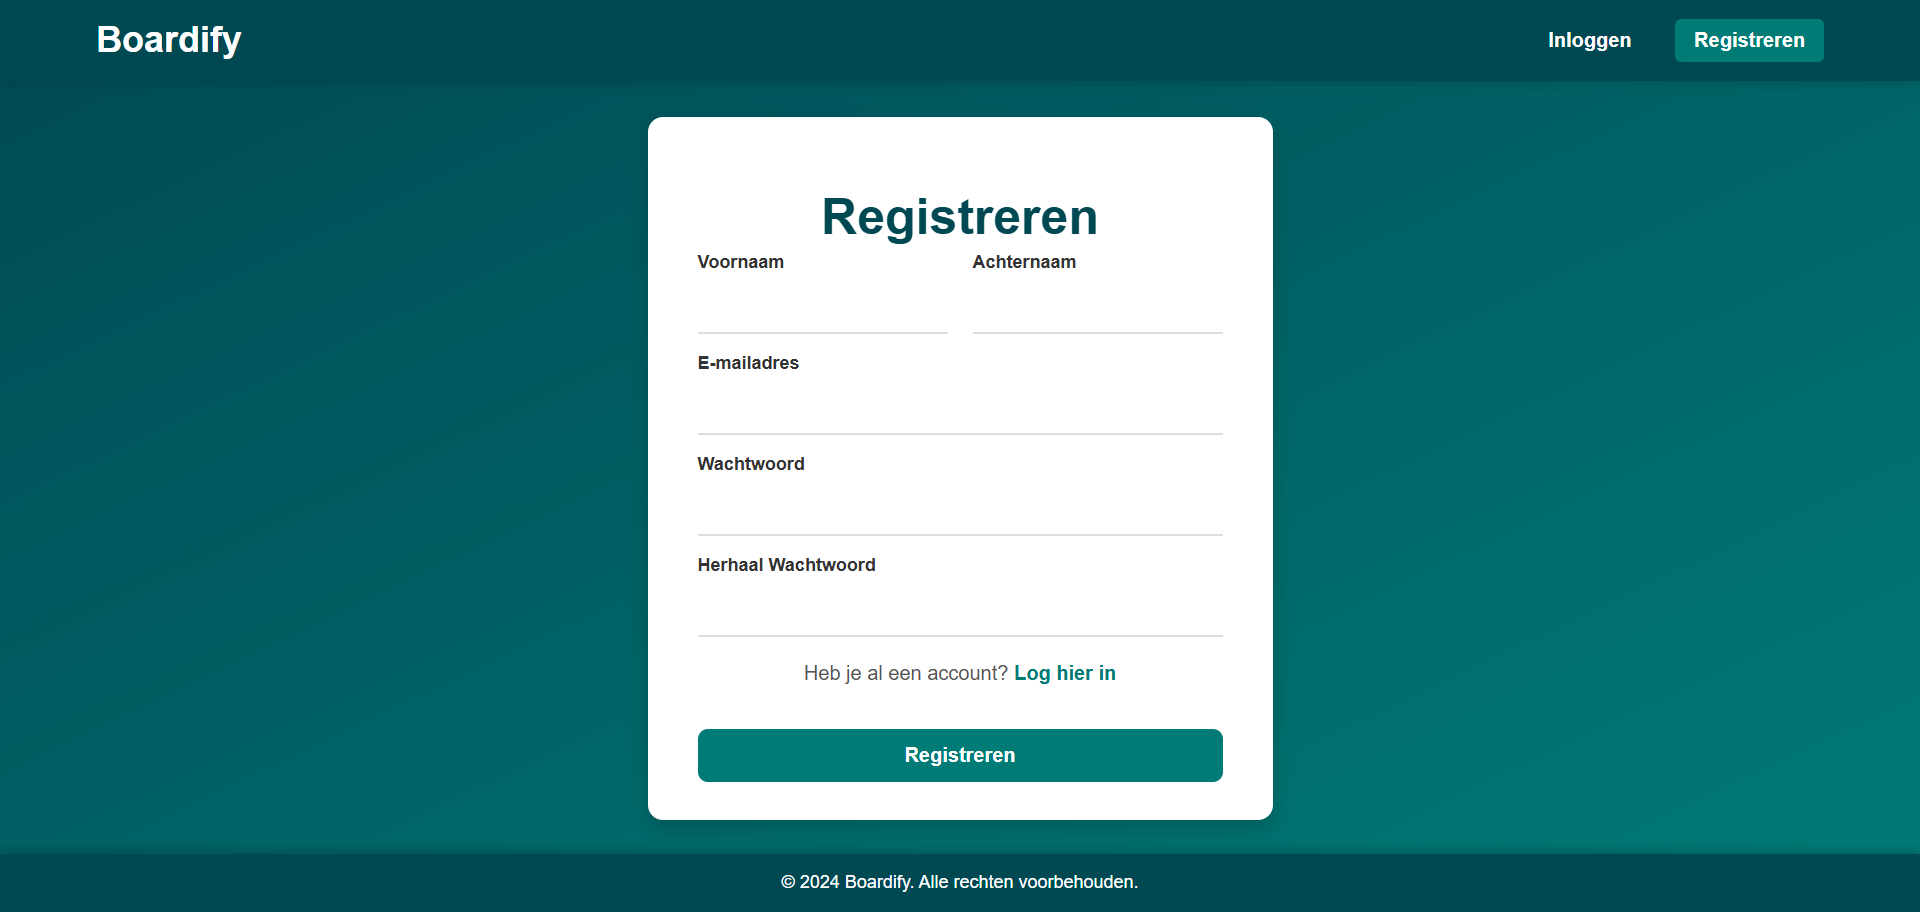 Boardify
Inloggen
Registreren
Registreren
Voornaam
Achternaam
E-mailadres
Wachtwoord
Herhaal Wachtwoord
Heb je al een account? Log hier in
Registreren
© 2024 Boardify. Alle rechten voorbehouden.